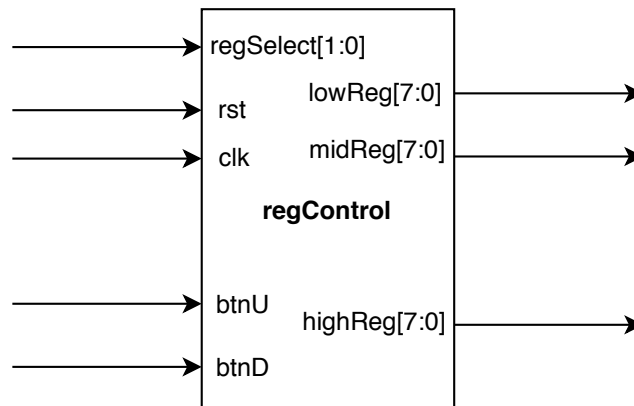 regSelect[1:0]
lowReg[7:0]
rst
midReg[7:0]
clk
regControl
btnU
highReg[7:0]
btnD